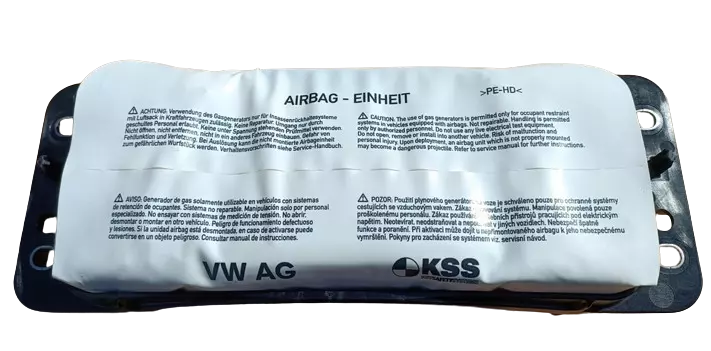 AIRBAG - EINHEIT
>PE-HD<
⚠ ACHTUNG: Verwendung des Gasgenerators nur für Insassenrückhaltesysteme
mit Luftsack in Kraftfahrzeugen zulässig. Keine Reparatur. Umgang nur durch
geschultes Personal erlaubt. Keine unter Spannung stehenden Prüfmittel verwenden.
Nicht öffnen, nicht entfernen, nicht in ein anderes Fahrzeug einbauen. Gefahr von
Fehlfunktion und Verletzung. Bei Auslösung kann die nicht montierte Airbageinheit
zum gefährlichen Wurfstück werden. Verhaltensvorschriften siehe Service-Handbuch.
⚠ CAUTION. The use of gas generators is permitted only for occupant restraint
systems in vehicles equipped with airbags. Not repairable. Handling is permitted
only by authorized personnel. Do not use any live electrical test equipment.
Do not open, remove or install into another vehicle. Risk of malfunction and
personal injury. Upon deployment, an airbag unit which is not properly mounted
may become a dangerous projectile. Refer to service manual for further instructions.
⚠ AVISO: Generador de gas solamente utilizable en vehículos con sistemas
de retención de ocupantes. Sistema no reparable. Manipulación solo por personal
especializado. No ensayar con sistemas de medición de tensión. No abrir,
desmontar o montar en otro vehículo. Peligro de funcionamiento defectuoso
y lesiones. Si la unidad airbag está desmontada, en caso de activarse puede
convertirse en un objeto peligroso. Consultar manual de instrucciones.
⚠ POZOR: Použití plynového generátoru je schváleno pouze pro ochranné systémy
cestujících se vzduchovým vakem. Zákaz opravování systému. Manipulace povolená pouze
proškolenému personálu. Zákaz používání zkušebních přístrojů pracujících pod elektrickým
napětím. Neotevírat, neodstraňovat a nepoužívat v jiných vozidlech. Nebezpečí špatné
funkce a poranění. Při aktivaci může dojít u nepřimontovaného airbagu k jeho nebezpečnému
vymrštění. Pokyny pro zacházení se systémem viz. servisní návod.
VW AG
KSS